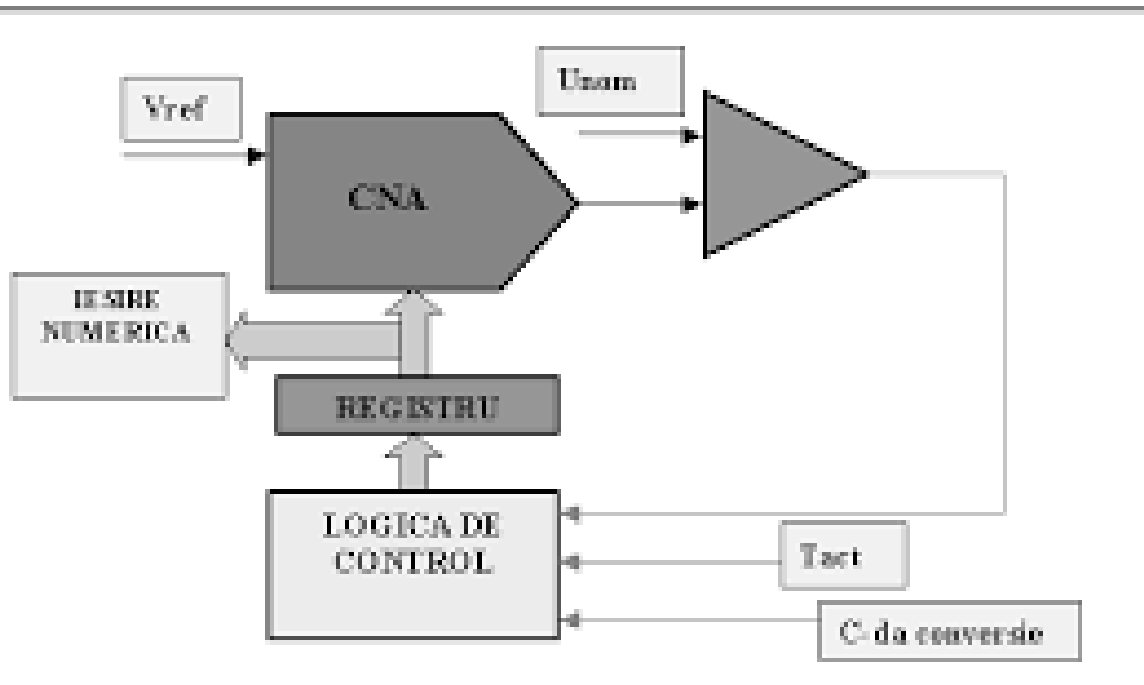 Vref
Unom
CNA
IESIRE
NUMERICA
REGISTRU
LOGICA DE
CONTROL
Tact
C-da conversie